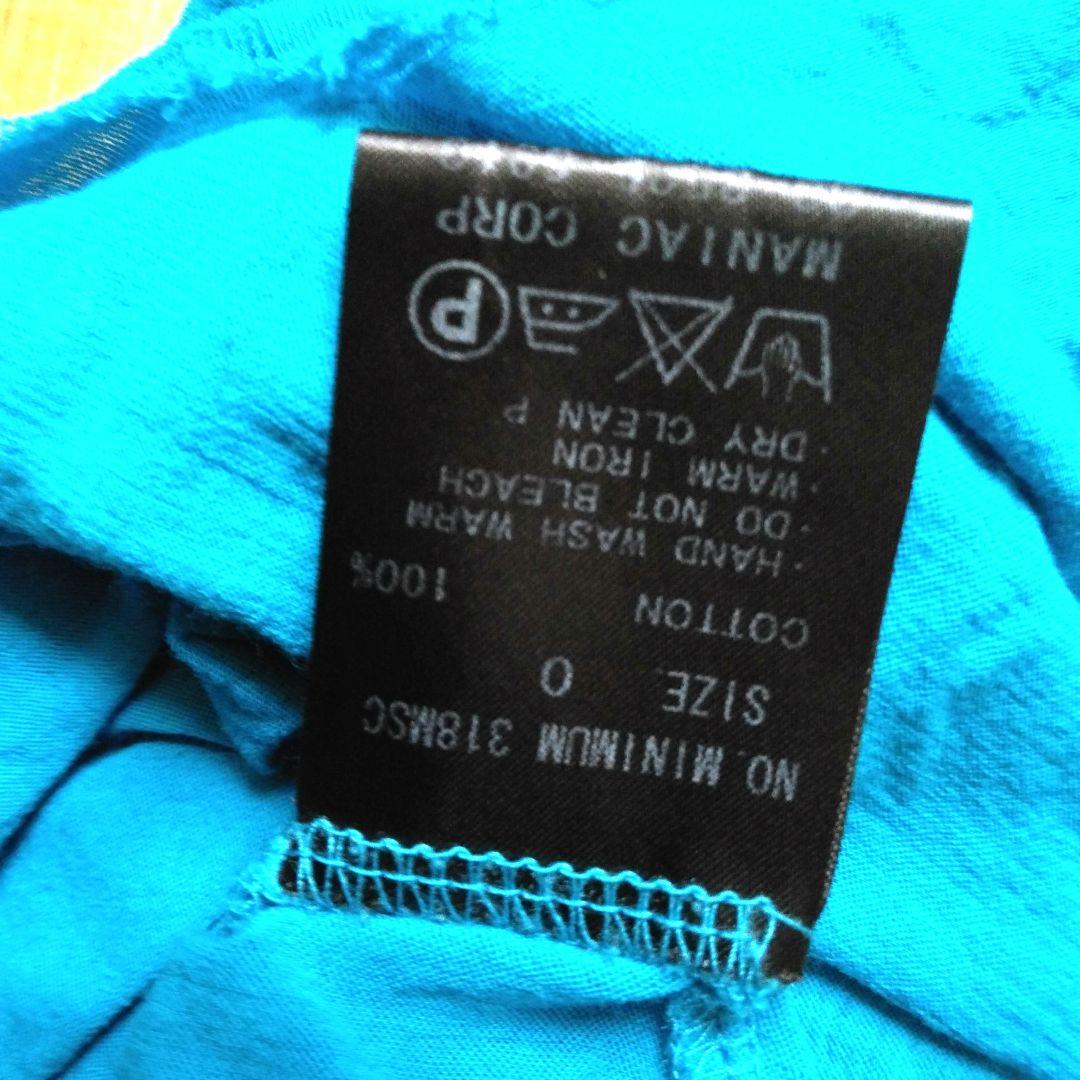 NO.MINIMUM 318MSC
SIZE 0
COTTON 100%
・HAND WASH WARM
・DO NOT BLEACH
・WARM IRON
・DRY CLEAN P
P
MANIAC CORP